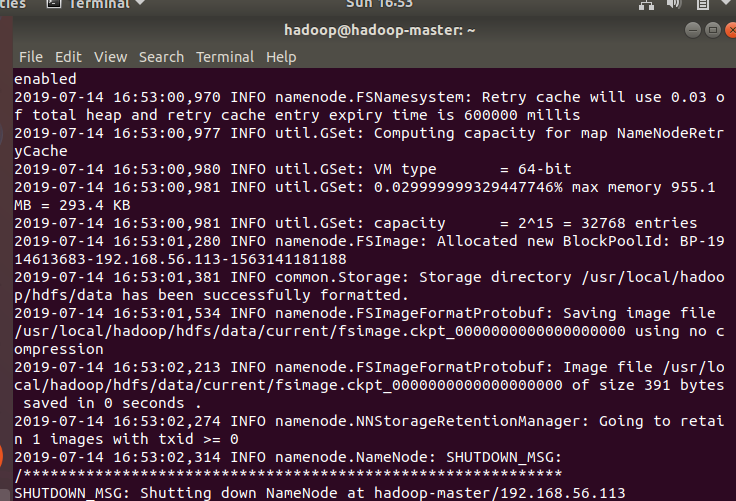 ties Terminal Sun 16:53
hadoop@hadoop-master: ~
File Edit View Search Terminal Help
enabled
2019-07-14 16:53:00,970 INFO namenode.FSNamesystem: Retry cache will use 0.03 o
f total heap and retry cache entry expiry time is 600000 millis
2019-07-14 16:53:00,977 INFO util.GSet: Computing capacity for map NameNodeRetr
yCache
2019-07-14 16:53:00,980 INFO util.GSet: VM type       = 64-bit
2019-07-14 16:53:00,981 INFO util.GSet: 0.029999999329447746% max memory 955.1
MB = 293.4 KB
2019-07-14 16:53:00,981 INFO util.GSet: capacity      = 2^15 = 32768 entries
2019-07-14 16:53:01,280 INFO namenode.FSImage: Allocated new BlockPoolId: BP-19
14613683-192.168.56.113-1563141181188
2019-07-14 16:53:01,381 INFO common.Storage: Storage directory /usr/local/hadoo
p/hdfs/data has been successfully formatted.
2019-07-14 16:53:01,534 INFO namenode.FSImageFormatProtobuf: Saving image file
/usr/local/hadoop/hdfs/data/current/fsimage.ckpt_0000000000000000000 using no c
ompression
2019-07-14 16:53:02,213 INFO namenode.FSImageFormatProtobuf: Image file /usr/lo
cal/hadoop/hdfs/data/current/fsimage.ckpt_0000000000000000000 of size 391 bytes
 saved in 0 seconds .
2019-07-14 16:53:02,274 INFO namenode.NNStorageRetentionManager: Going to retai
n 1 images with txid >= 0
2019-07-14 16:53:02,314 INFO namenode.NameNode: SHUTDOWN_MSG:
/************************************************************
SHUTDOWN_MSG: Shutting down NameNode at hadoop-master/192.168.56.113